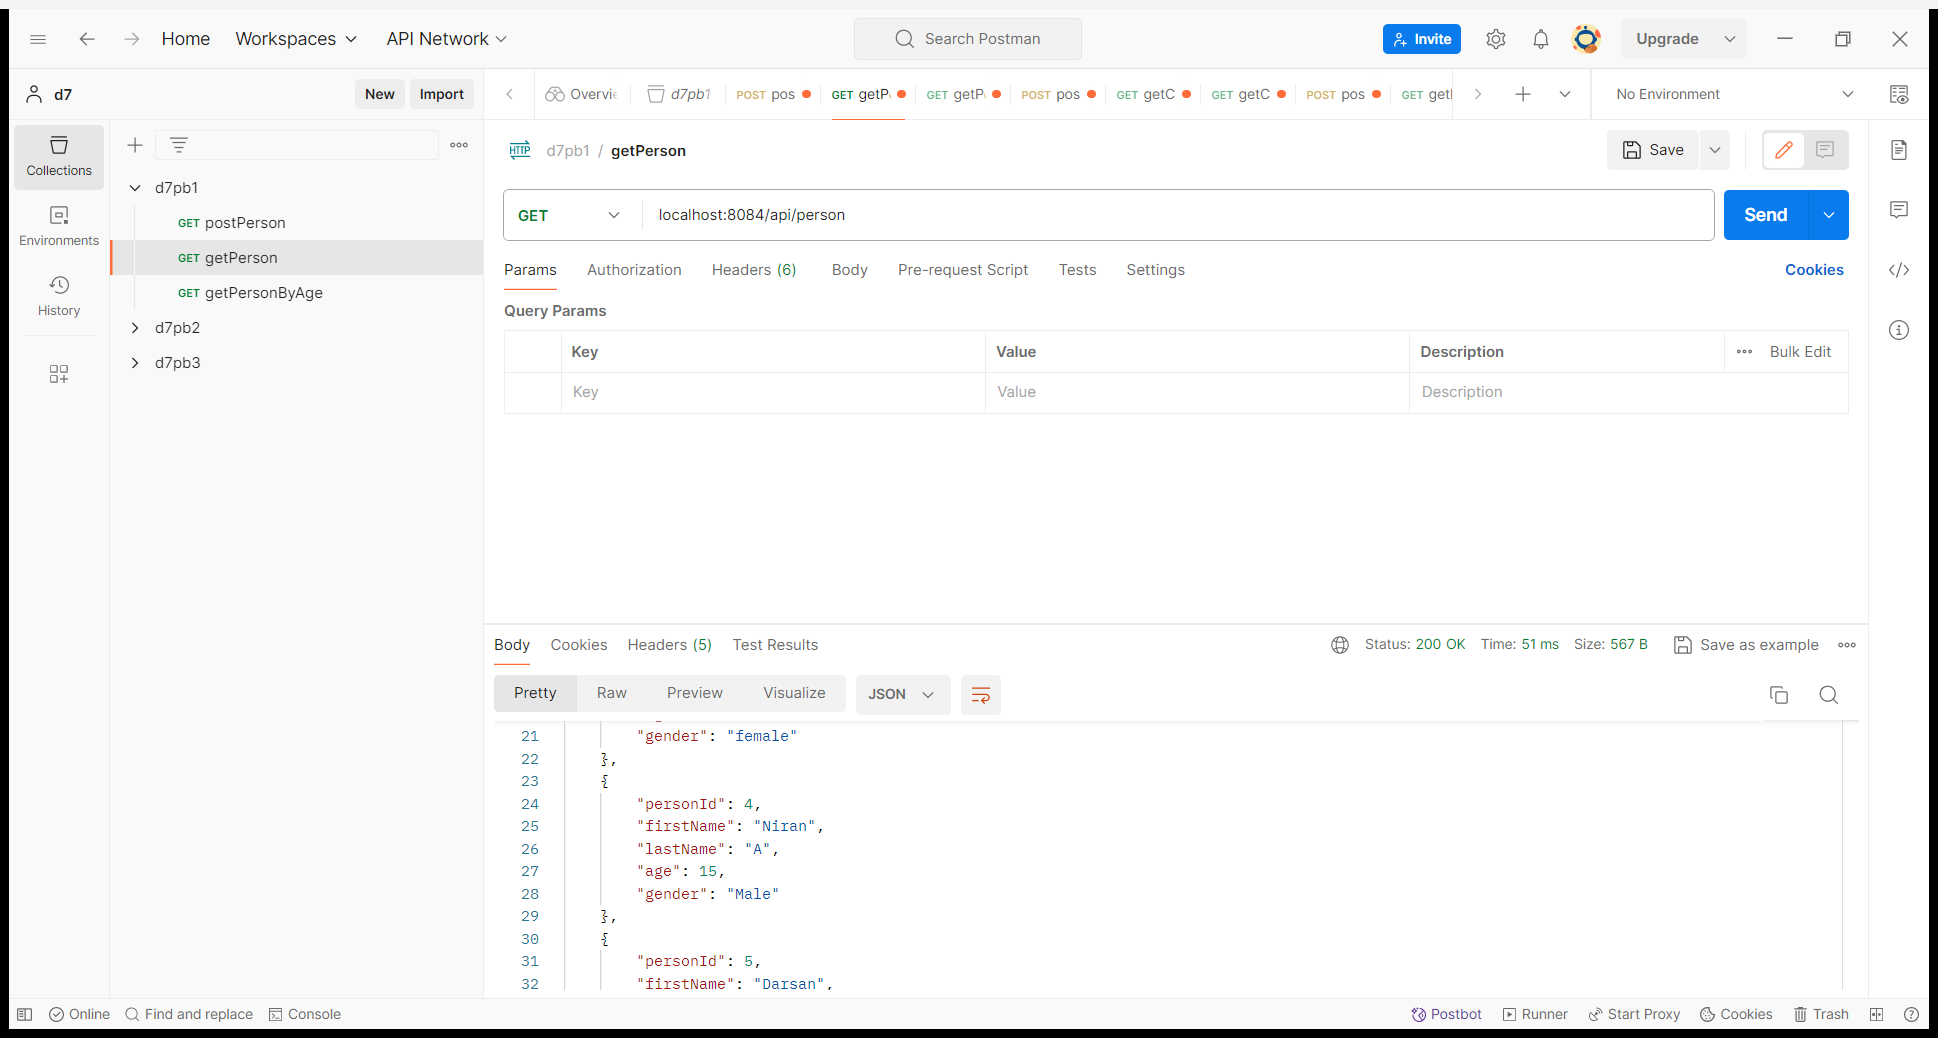 Home Workspaces API Network Search Postman Invite Upgrade
d7 New Import Overvie d7pb1 POST pos GET getP GET getP POST pos GET getC GET getC POST pos GET get No Environment
Collections
Environments
History
d7pb1
GET postPerson
GET getPerson
GET getPersonByAge
d7pb2
d7pb3
HTTP d7pb1 / getPerson Save
GET localhost:8084/api/person Send
Params Authorization Headers (6) Body Pre-request Script Tests Settings Cookies
Query Params
Key Value Description Bulk Edit
Key Value Description
Body Cookies Headers (5) Test Results Status: 200 OK Time: 51 ms Size: 567 B Save as example
Pretty Raw Preview Visualize JSON
21 "gender": "female"
22 },
23 {
24 "personId": 4,
25 "firstName": "Niran",
26 "lastName": "A",
27 "age": 15,
28 "gender": "Male"
29 },
30 {
31 "personId": 5,
32 "firstName": "Darsan",
Online Find and replace Console Postbot Runner Start Proxy Cookies Trash